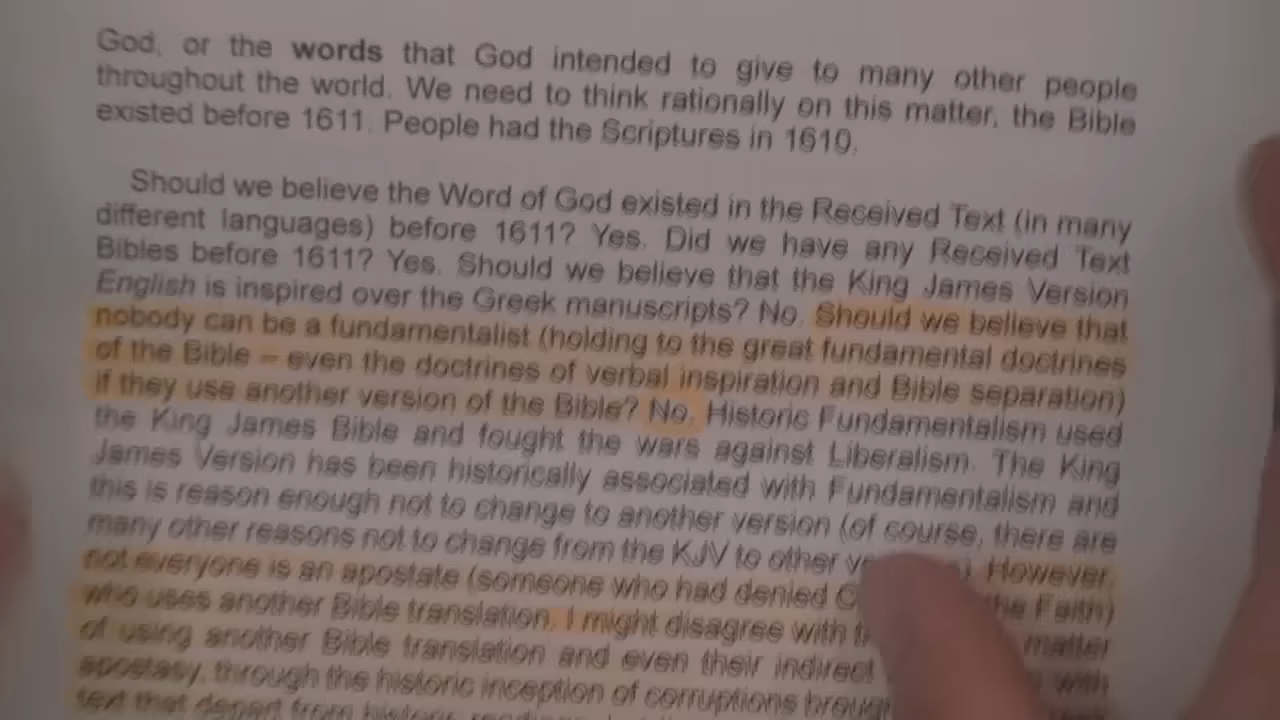 God, or the words that God intended to give to many other people
throughout the world. We need to think rationally on this matter, the Bible
existed before 1611. People had the Scriptures in 1610.
Should we believe the Word of God existed in the Received Text (in many
different languages) before 1611? Yes. Did we have any Received Text
Bibles before 1611? Yes. Should we believe that the King James Version
English is inspired over the Greek manuscripts? No. Should we believe that
nobody can be a fundamentalist (holding to the great fundamental doctrines
of the Bible – even the doctrines of verbal inspiration and Bible separation)
if they use another version of the Bible? No. Historic Fundamentalism used
the King James Bible and fought the wars against Liberalism. The King
James Version has been historically associated with Fundamentalism and
this is reason enough not to change to another version (of course, there are
many other reasons not to change from the KJV to other However,
not everyone is an apostate (someone who had denied the Faith)
who uses another Bible translation. I might disagree with matter
of using another Bible translation and even their indirect with
apostasy, through the historic inception of corruptions
text that depart from historic